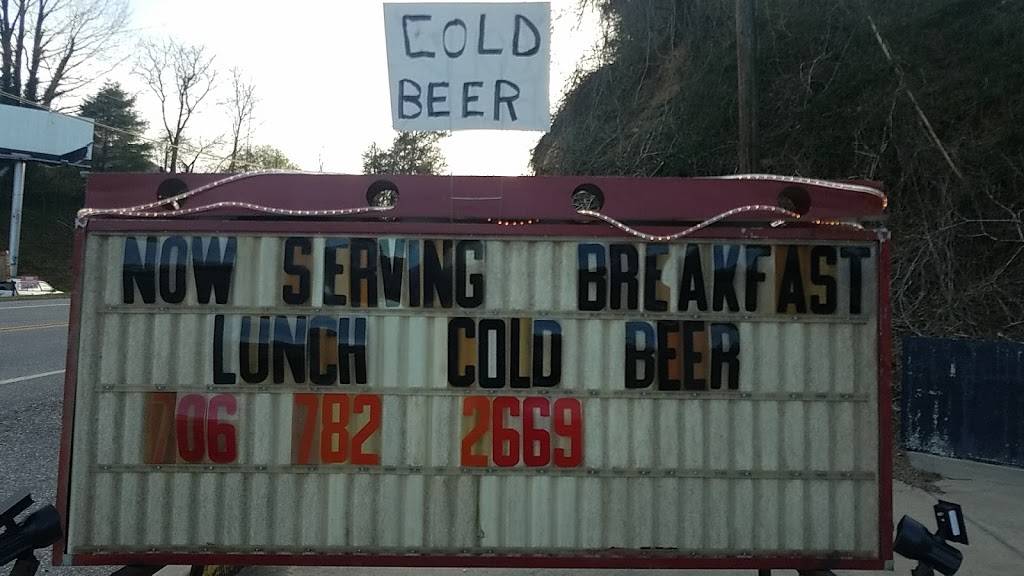 COLD
BEER
NOW SERVING BREAKFAST
LUNCH COLD BEER
706 782 2669